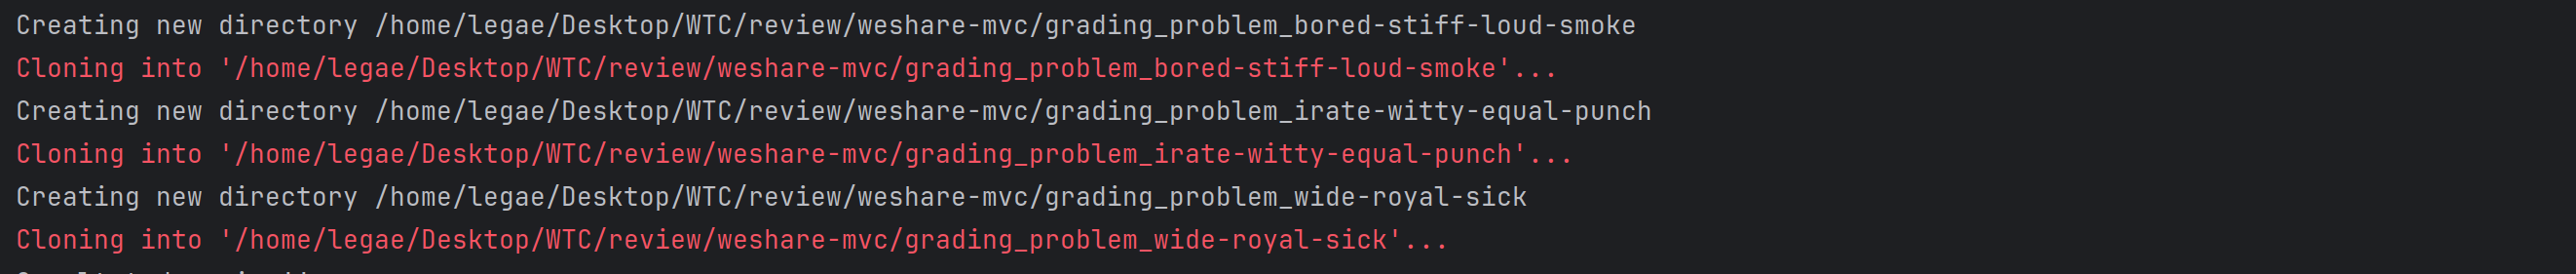 Creating new directory /home/legae/Desktop/WTC/review/weshare-mvc/grading_problem_bored-stiff-loud-smoke
Cloning into '/home/legae/Desktop/WTC/review/weshare-mvc/grading_problem_bored-stiff-loud-smoke'...
Creating new directory /home/legae/Desktop/WTC/review/weshare-mvc/grading_problem_irate-witty-equal-punch
Cloning into '/home/legae/Desktop/WTC/review/weshare-mvc/grading_problem_irate-witty-equal-punch'...
Creating new directory /home/legae/Desktop/WTC/review/weshare-mvc/grading_problem_wide-royal-sick
Cloning into '/home/legae/Desktop/WTC/review/weshare-mvc/grading_problem_wide-royal-sick'...